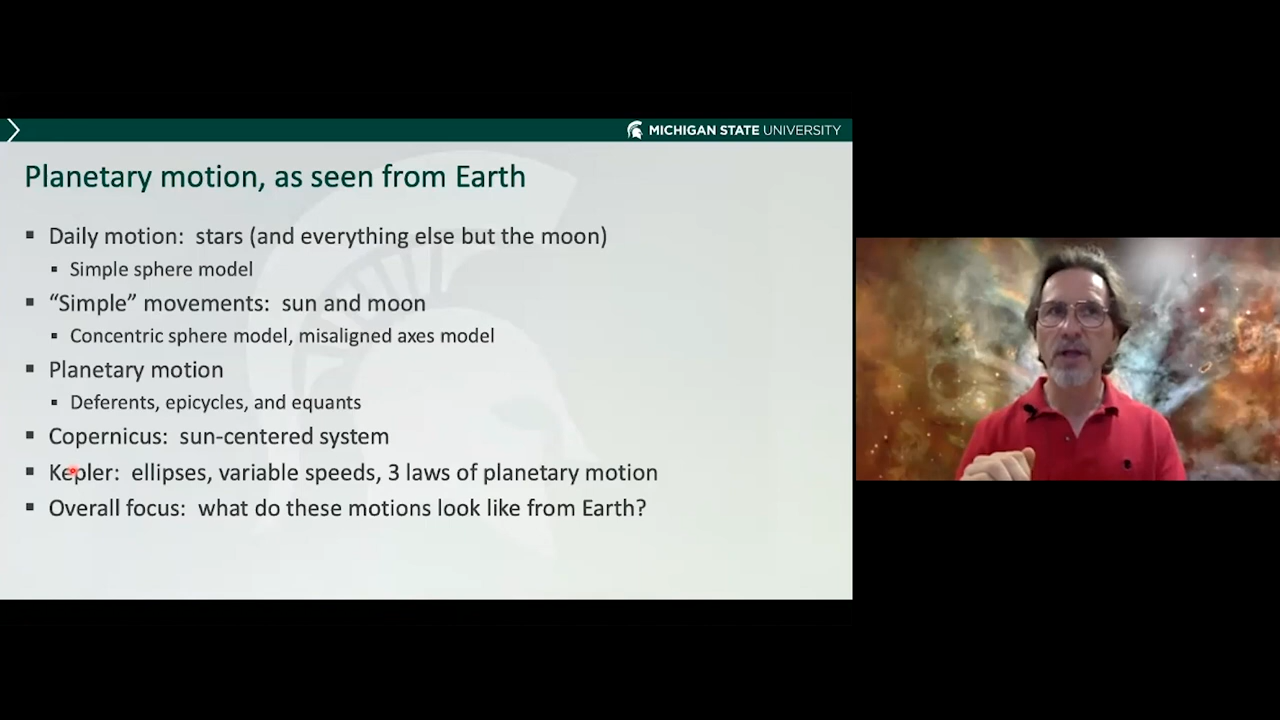 MICHIGAN STATE UNIVERSITY
Planetary motion, as seen from Earth
▪ Daily motion: stars (and everything else but the moon)
▪ Simple sphere model
▪ “Simple” movements: sun and moon
▪ Concentric sphere model, misaligned axes model
▪ Planetary motion
▪ Deferents, epicycles, and equants
▪ Copernicus: sun-centered system
▪ Kepler: ellipses, variable speeds, 3 laws of planetary motion
▪ Overall focus: what do these motions look like from Earth?